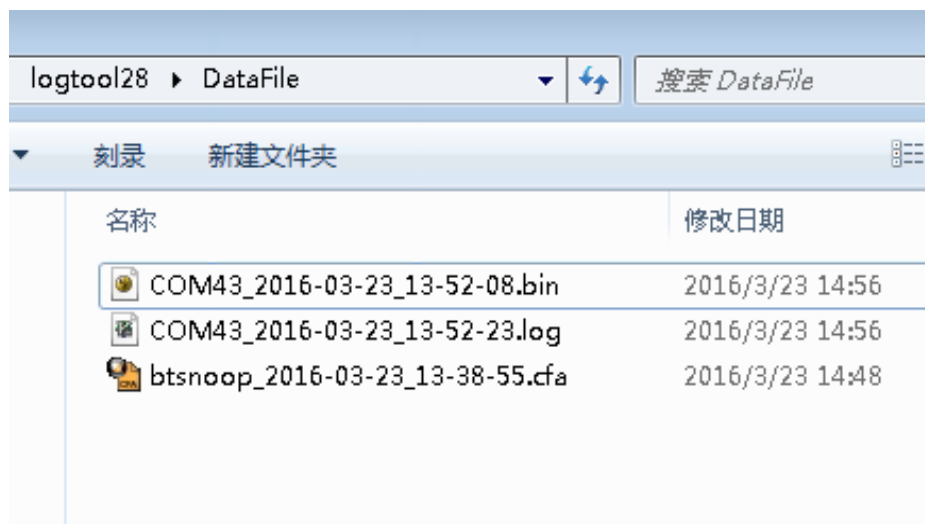 logtool28 ▸ DataFile 搜索 DataFile
刻录 新建文件夹
名称 修改日期
COM43_2016-03-23_13-52-08.bin 2016/3/23 14:56
COM43_2016-03-23_13-52-23.log 2016/3/23 14:56
btsnoop_2016-03-23_13-38-55.cfa 2016/3/23 14:48